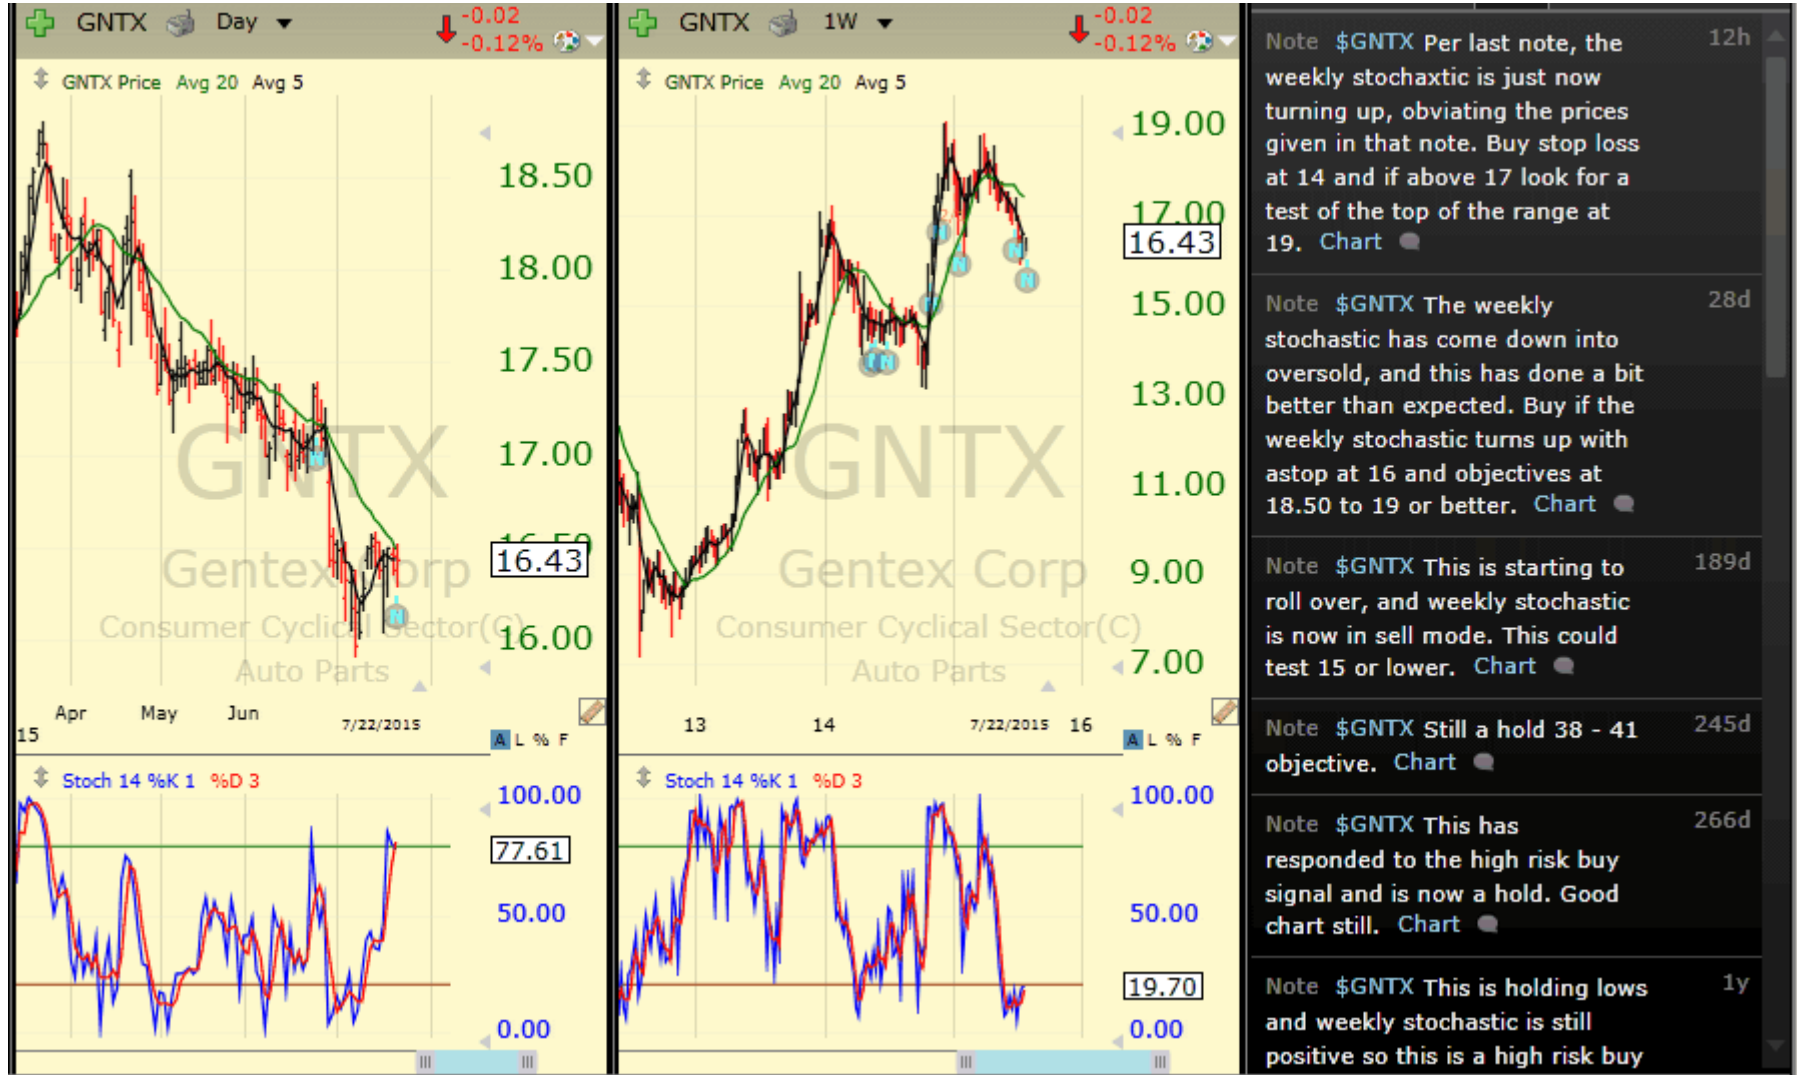 GNTX Day
-0.02
-0.12%
GNTX Price Avg 20 Avg 5
18.50
18.00
17.50
17.00
16.50
16.43
16.00
GNTX
Gentex Corp
Consumer Cyclical Sector(C)
Auto Parts
15
Apr May Jun 7/22/2015
A L % F
Stoch 14 %K 1 %D 3
100.00
77.61
50.00
0.00
GNTX 1W
-0.02
-0.12%
GNTX Price Avg 20 Avg 5
19.00
17.00
16.43
15.00
13.00
11.00
9.00
7.00
GNTX
Gentex Corp
Consumer Cyclical Sector(C)
Auto Parts
13 14 7/22/2015 16
A L % F
Stoch 14 %K 1 %D 3
100.00
50.00
19.70
0.00
Note $GNTX Per last note, the 12h
weekly stochaxtic is just now
turning up, obviating the prices
given in that note. Buy stop loss
at 14 and if above 17 look for a
test of the top of the range at
19. Chart
Note $GNTX The weekly 28d
stochastic has come down into
oversold, and this has done a bit
better than expected. Buy if the
weekly stochastic turns up with
astop at 16 and objectives at
18.50 to 19 or better. Chart
Note $GNTX This is starting to 189d
roll over, and weekly stochastic
is now in sell mode. This could
test 15 or lower. Chart
Note $GNTX Still a hold 38 - 41 245d
objective. Chart
Note $GNTX This has 266d
responded to the high risk buy
signal and is now a hold. Good
chart still. Chart
Note $GNTX This is holding lows 1y
and weekly stochastic is still
positive so this is a high risk buy